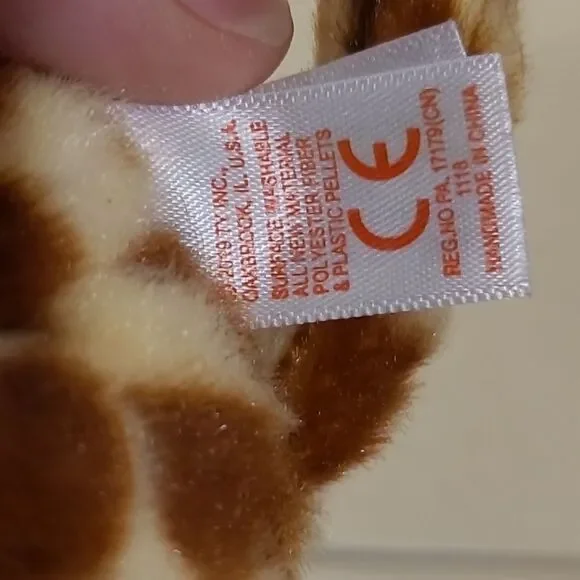 © 2019 TY INC.,
OAKBROOK, IL, U.S.A.
SURFACE WASHABLE
ALL NEW MATERIAL
POLYESTER FIBER
& PLASTIC PELLETS
CE
REG.NO PA. 17179(CN)
1118
HANDMADE IN CHINA